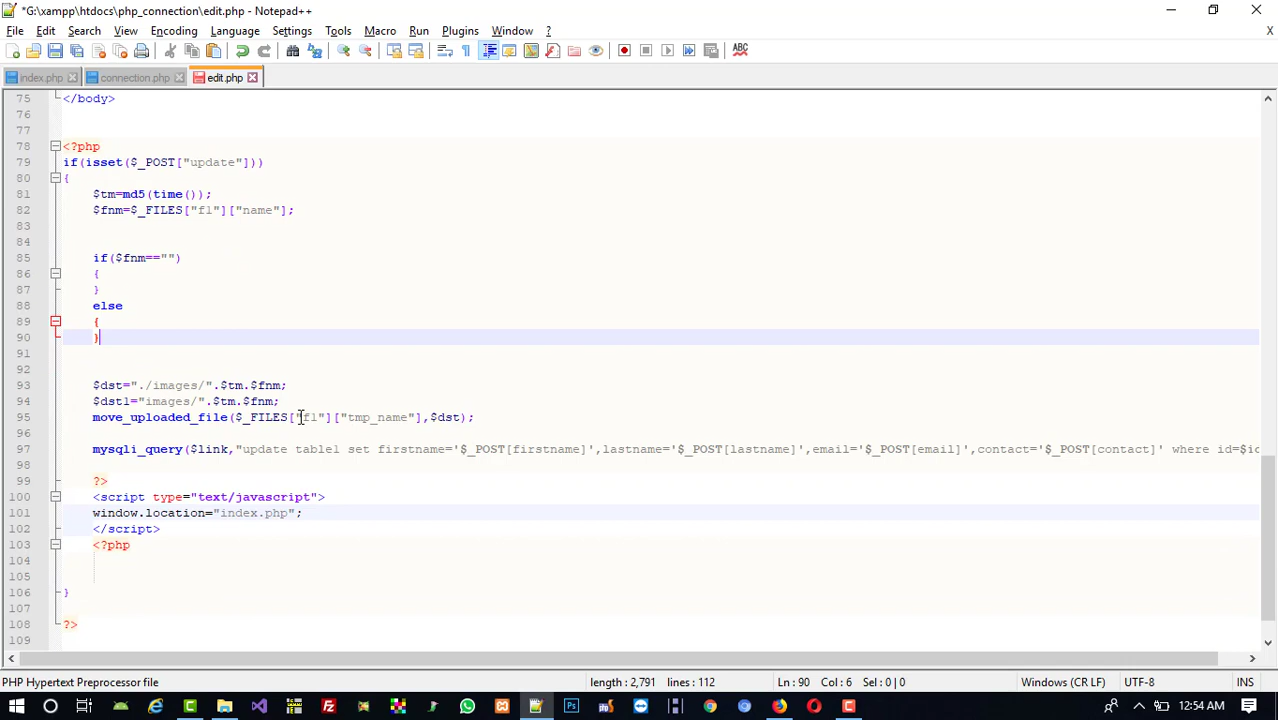 *G:\xampp\htdocs\php_connection\edit.php - Notepad++
File Edit Search View Encoding Language Settings Tools Macro Run Plugins Window ? X
index.php connection.php edit.php
75 </body>
76
77
78 <?php
79 if(isset($_POST["update"]))
80 {
81 $tm=md5(time());
82 $fnm=$_FILES["f1"]["name"];
83
84
85 if($fnm=="")
86 {
87 }
88 else
89 {
90 }
91
92
93 $dst="./images/".$tm.$fnm;
94 $dst1="images/".$tm.$fnm;
95 move_uploaded_file($_FILES["f1"]["tmp_name"],$dst);
96
97 mysqli_query($link,"update table1 set firstname='$_POST[firstname]',lastname='$_POST[lastname]',email='$_POST[email]',contact='$_POST[contact]' where id=$id
98
99 ?>
100 <script type="text/javascript">
101 window.location="index.php";
102 </script>
103 <?php
104
105
106 }
107
108 ?>
109
PHP Hypertext Preprocessor file length : 2,791 lines : 112 Ln : 90 Col : 6 Sel : 0 | 0 Windows (CR LF) UTF-8 INS
12:54 AM